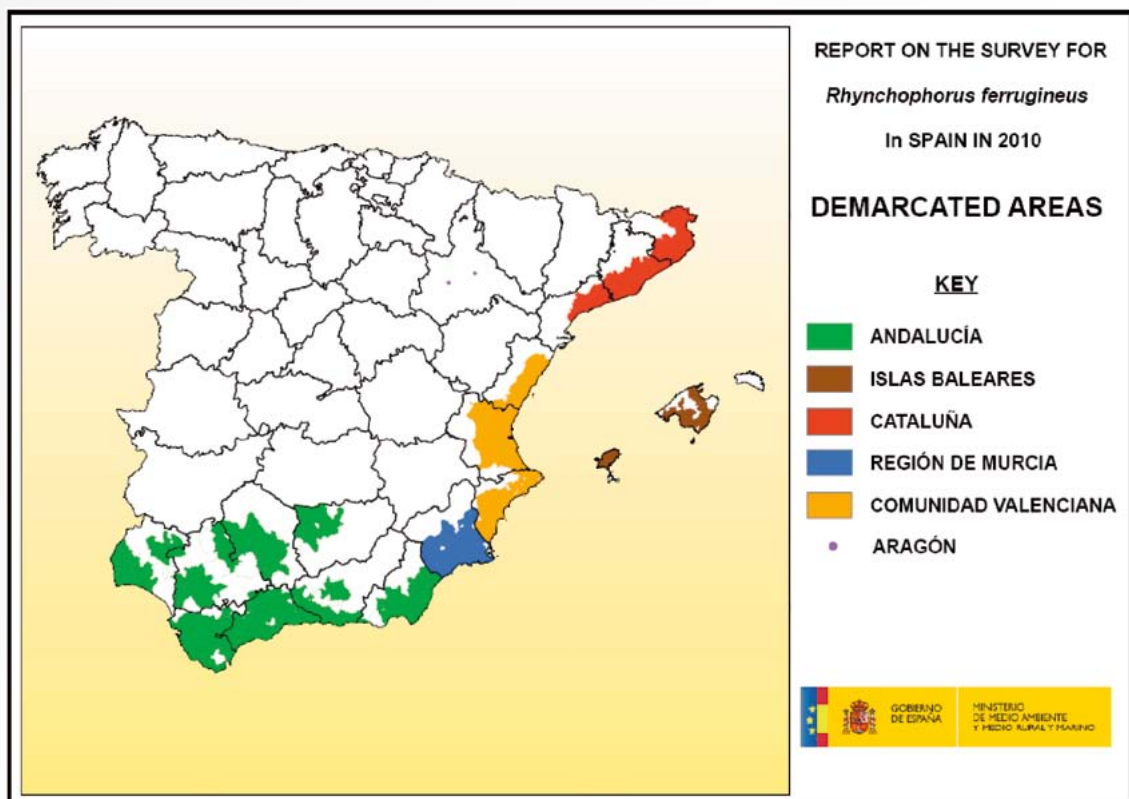 REPORT ON THE SURVEY FOR
Rhynchophorus ferrugineus
In SPAIN IN 2010
DEMARCATED AREAS
KEY
ANDALUCÍA
ISLAS BALEARES
CATALUÑA
REGIÓN DE MURCIA
COMUNIDAD VALENCIANA
ARAGÓN
GOBIERNO
DE ESPAÑA
MINISTERIO
DE MEDIO AMBIENTE
Y MEDIO RURAL Y MARINO